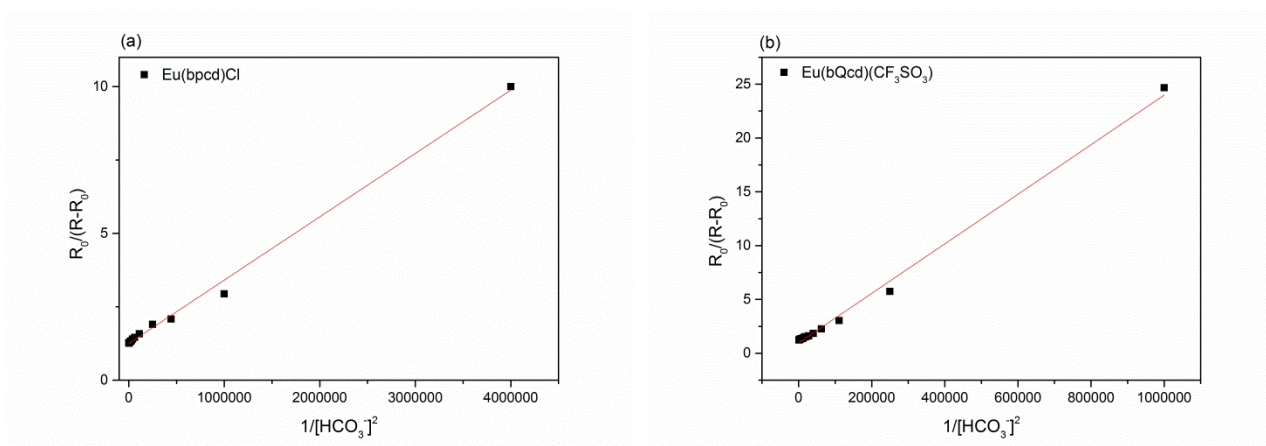 (a)
Eu(bpcd)Cl
10
5
0
R₀/(R-R₀)
0
1000000
2000000
3000000
4000000
1/[HCO₃⁻]²
(b)
Eu(bQcd)(CF₃SO₃)
25
20
15
10
5
0
R₀/(R-R₀)
0
200000
400000
600000
800000
1000000
1/[HCO₃⁻]²